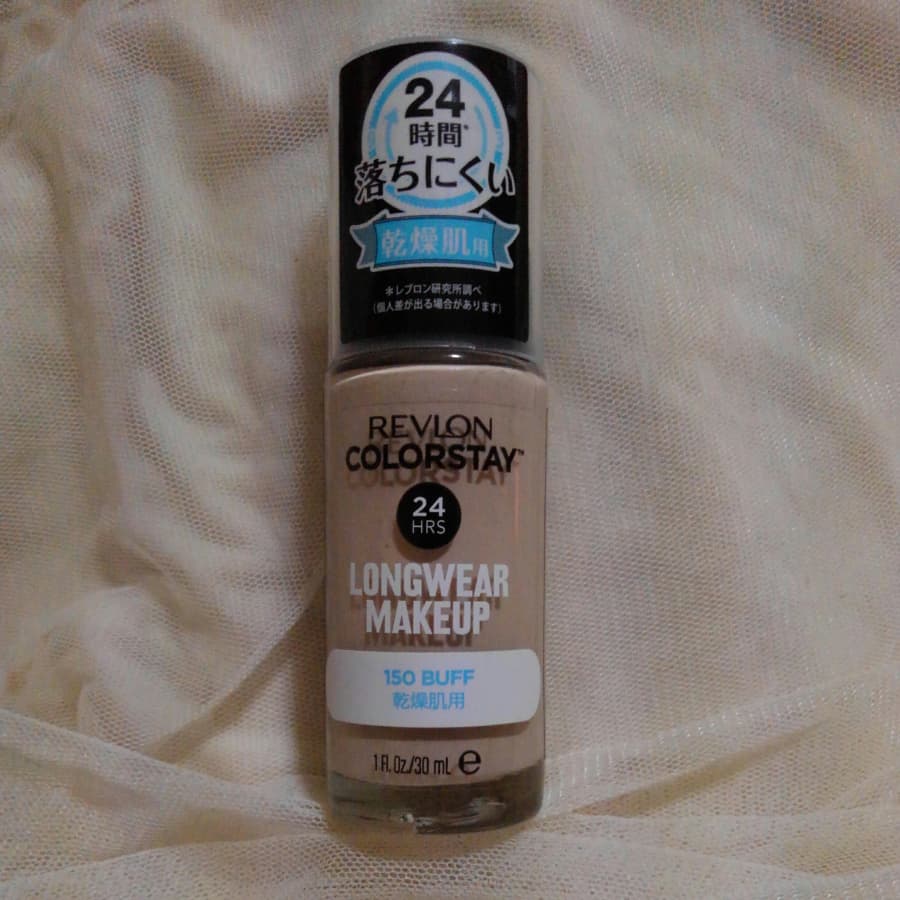 24
時間*
落ちにくい
乾燥肌用
*レブロン研究所調べ
(個人差が出る場合があります)
REVLON
COLORSTAY™
24
HRS
LONGWEAR
MAKEUP
150 BUFF
乾燥肌用
1 Fl. Oz./30 mL ℮